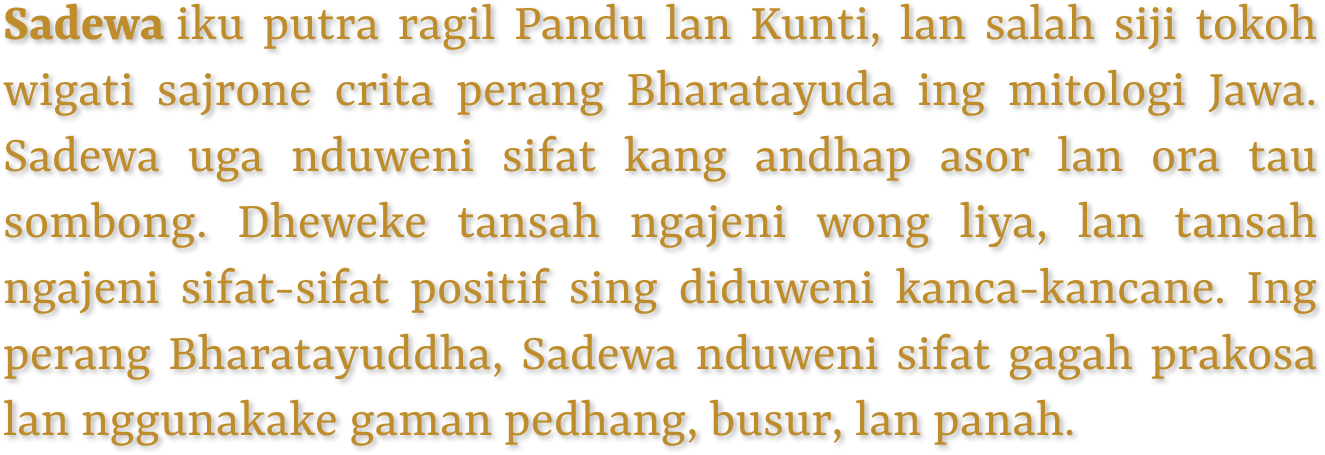 Sadewa iku putra ragil Pandu lan Kunti, lan salah siji tokoh
wigati sajrone crita perang Bharatayuda ing mitologi Jawa.
Sadewa uga nduweni sifat kang andhap asor lan ora tau
sombong. Dheweke tansah ngajeni wong liya, lan tansah
ngajeni sifat-sifat positif sing diduweni kanca-kancane. Ing
perang Bharatayuddha, Sadewa nduweni sifat gagah prakosa
lan nggunakake gaman pedhang, busur, lan panah.